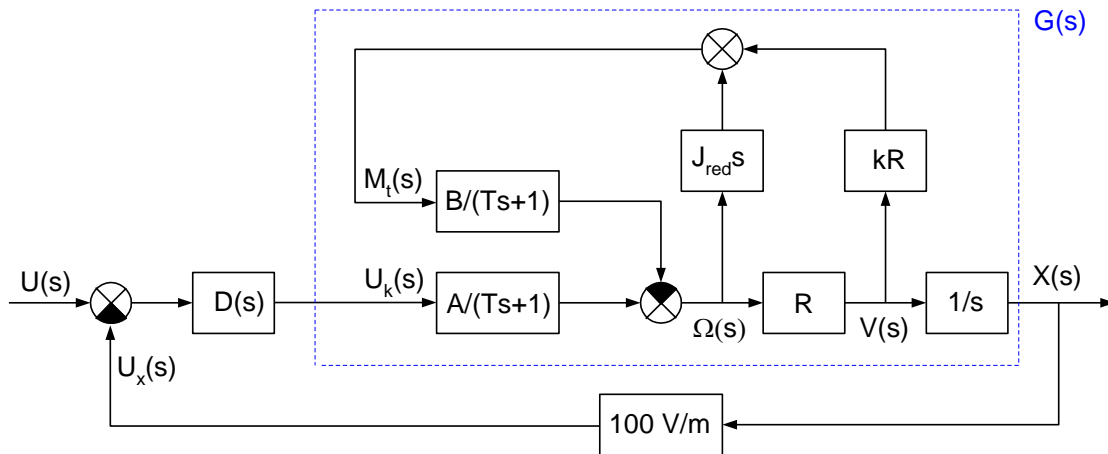 G(s)
J_red s
kR
M_t(s)
B/(Ts+1)
U(s)
D(s)
U_k(s)
A/(Ts+1)
Ω(s)
R
V(s)
1/s
X(s)
U_x(s)
100 V/m